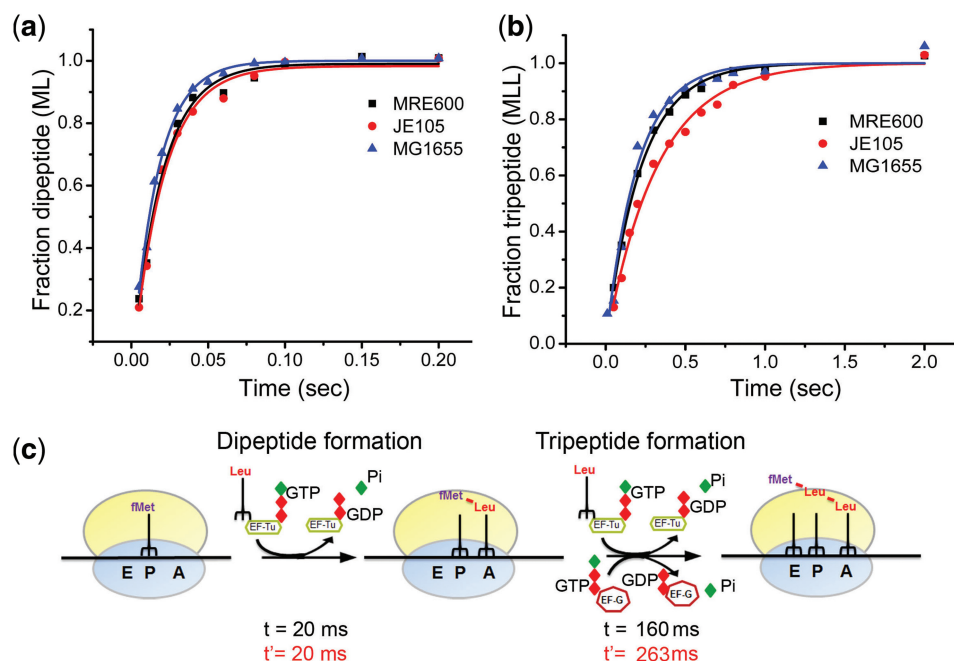 (a)
1.0
0.8
0.6
0.4
0.2
Fraction dipeptide (ML)
MRE600
JE105
MG1655
0.00 0.05 0.10 0.15 0.20
Time (sec)
(b)
1.0
0.8
0.6
0.4
0.2
0.0
Fraction tripeptide (MLL)
MRE600
JE105
MG1655
0.0 0.5 1.0 2.0
Time (sec)
(c)
Dipeptide formation
Tripeptide formation
fMet
E P A
Leu
GTP
Pi
GDP
EF-Tu
EF-Tu
fMet
Leu
E P A
Leu
GTP
Pi
GDP
EF-Tu
EF-Tu
GTP
EF-G
GDP
EF-G
Pi
fMet
Leu
Leu
E P A
t = 20 ms
t'= 20 ms
t = 160 ms
t'= 263ms